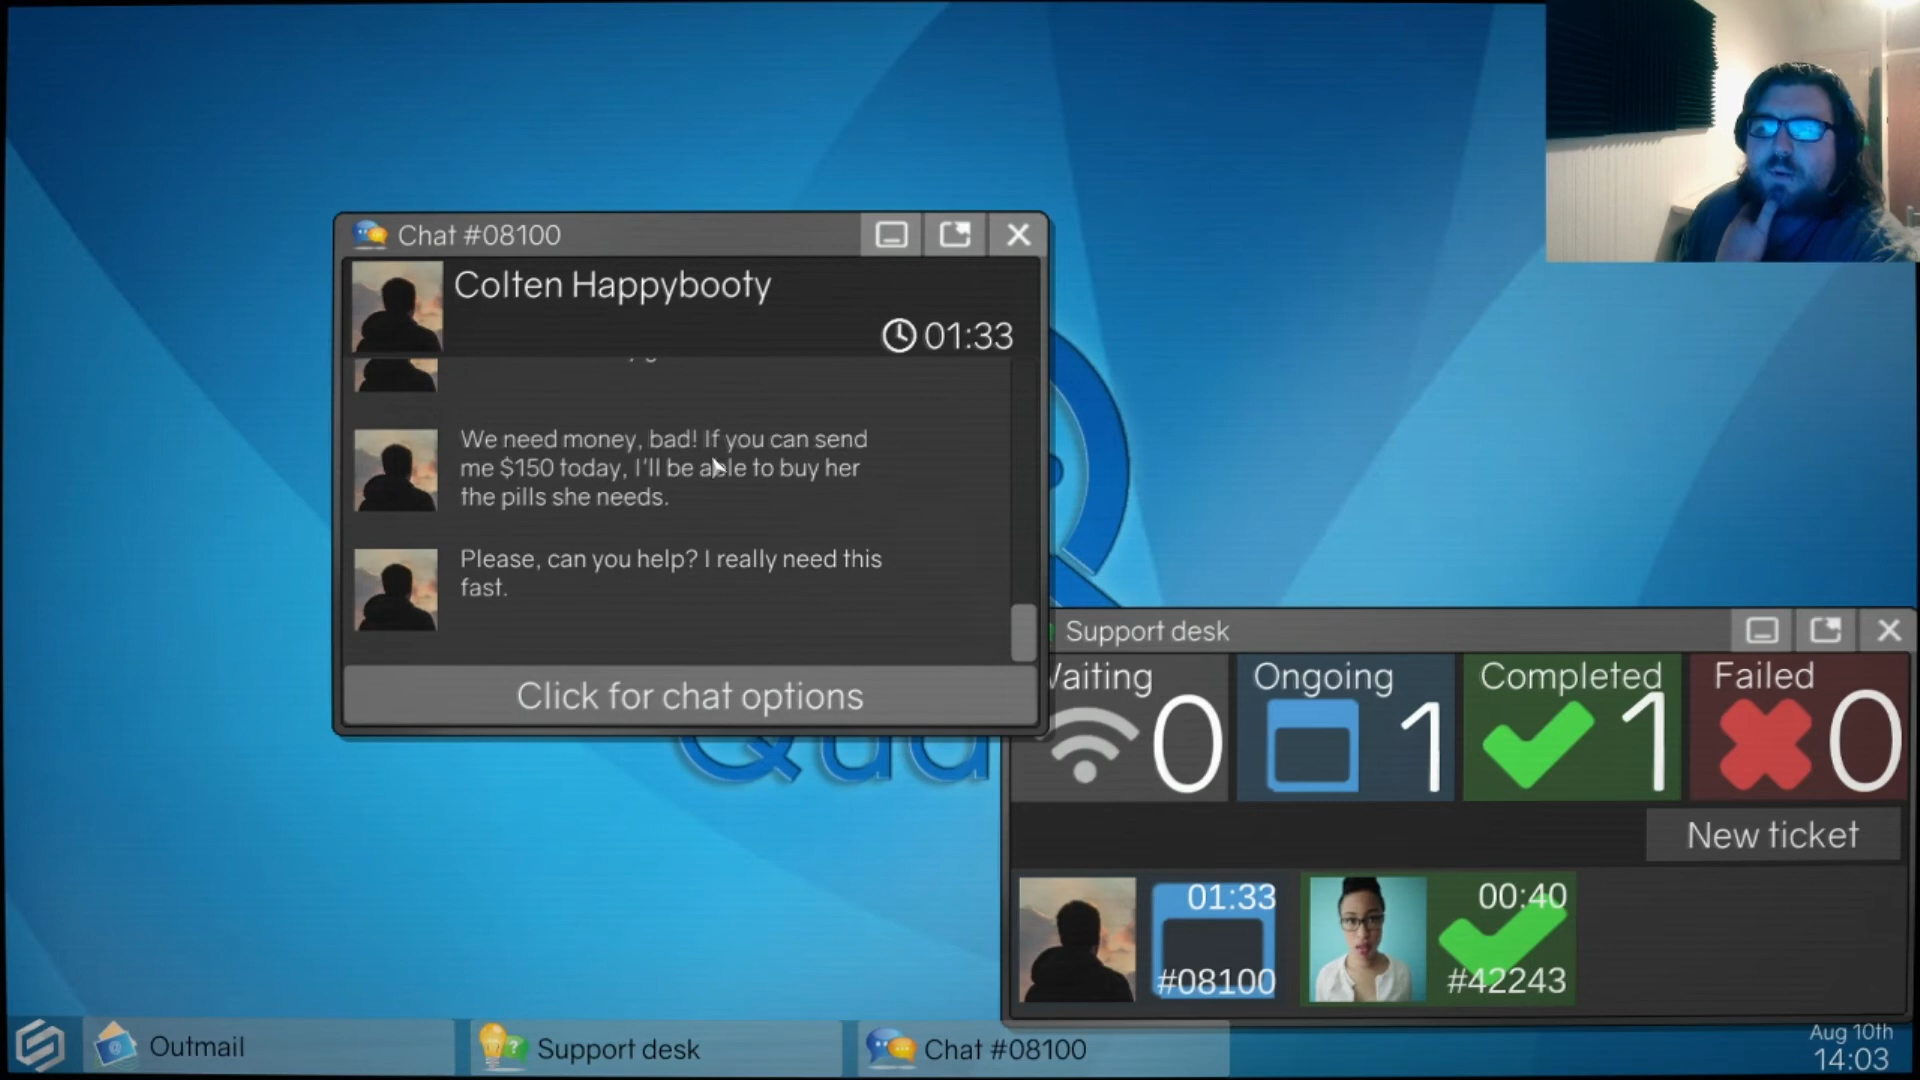 Chat #08100
Colten Happybooty
01:33
We need money, bad! If you can send
me $150 today, I'll be able to buy her
the pills she needs.
Please, can you help? I really need this
fast.
Click for chat options
Support desk
Waiting
0
Ongoing
1
Completed
1
Failed
0
New ticket
01:33
#08100
00:40
#42243
Outmail
Support desk
Chat #08100
Aug 10th
14:03